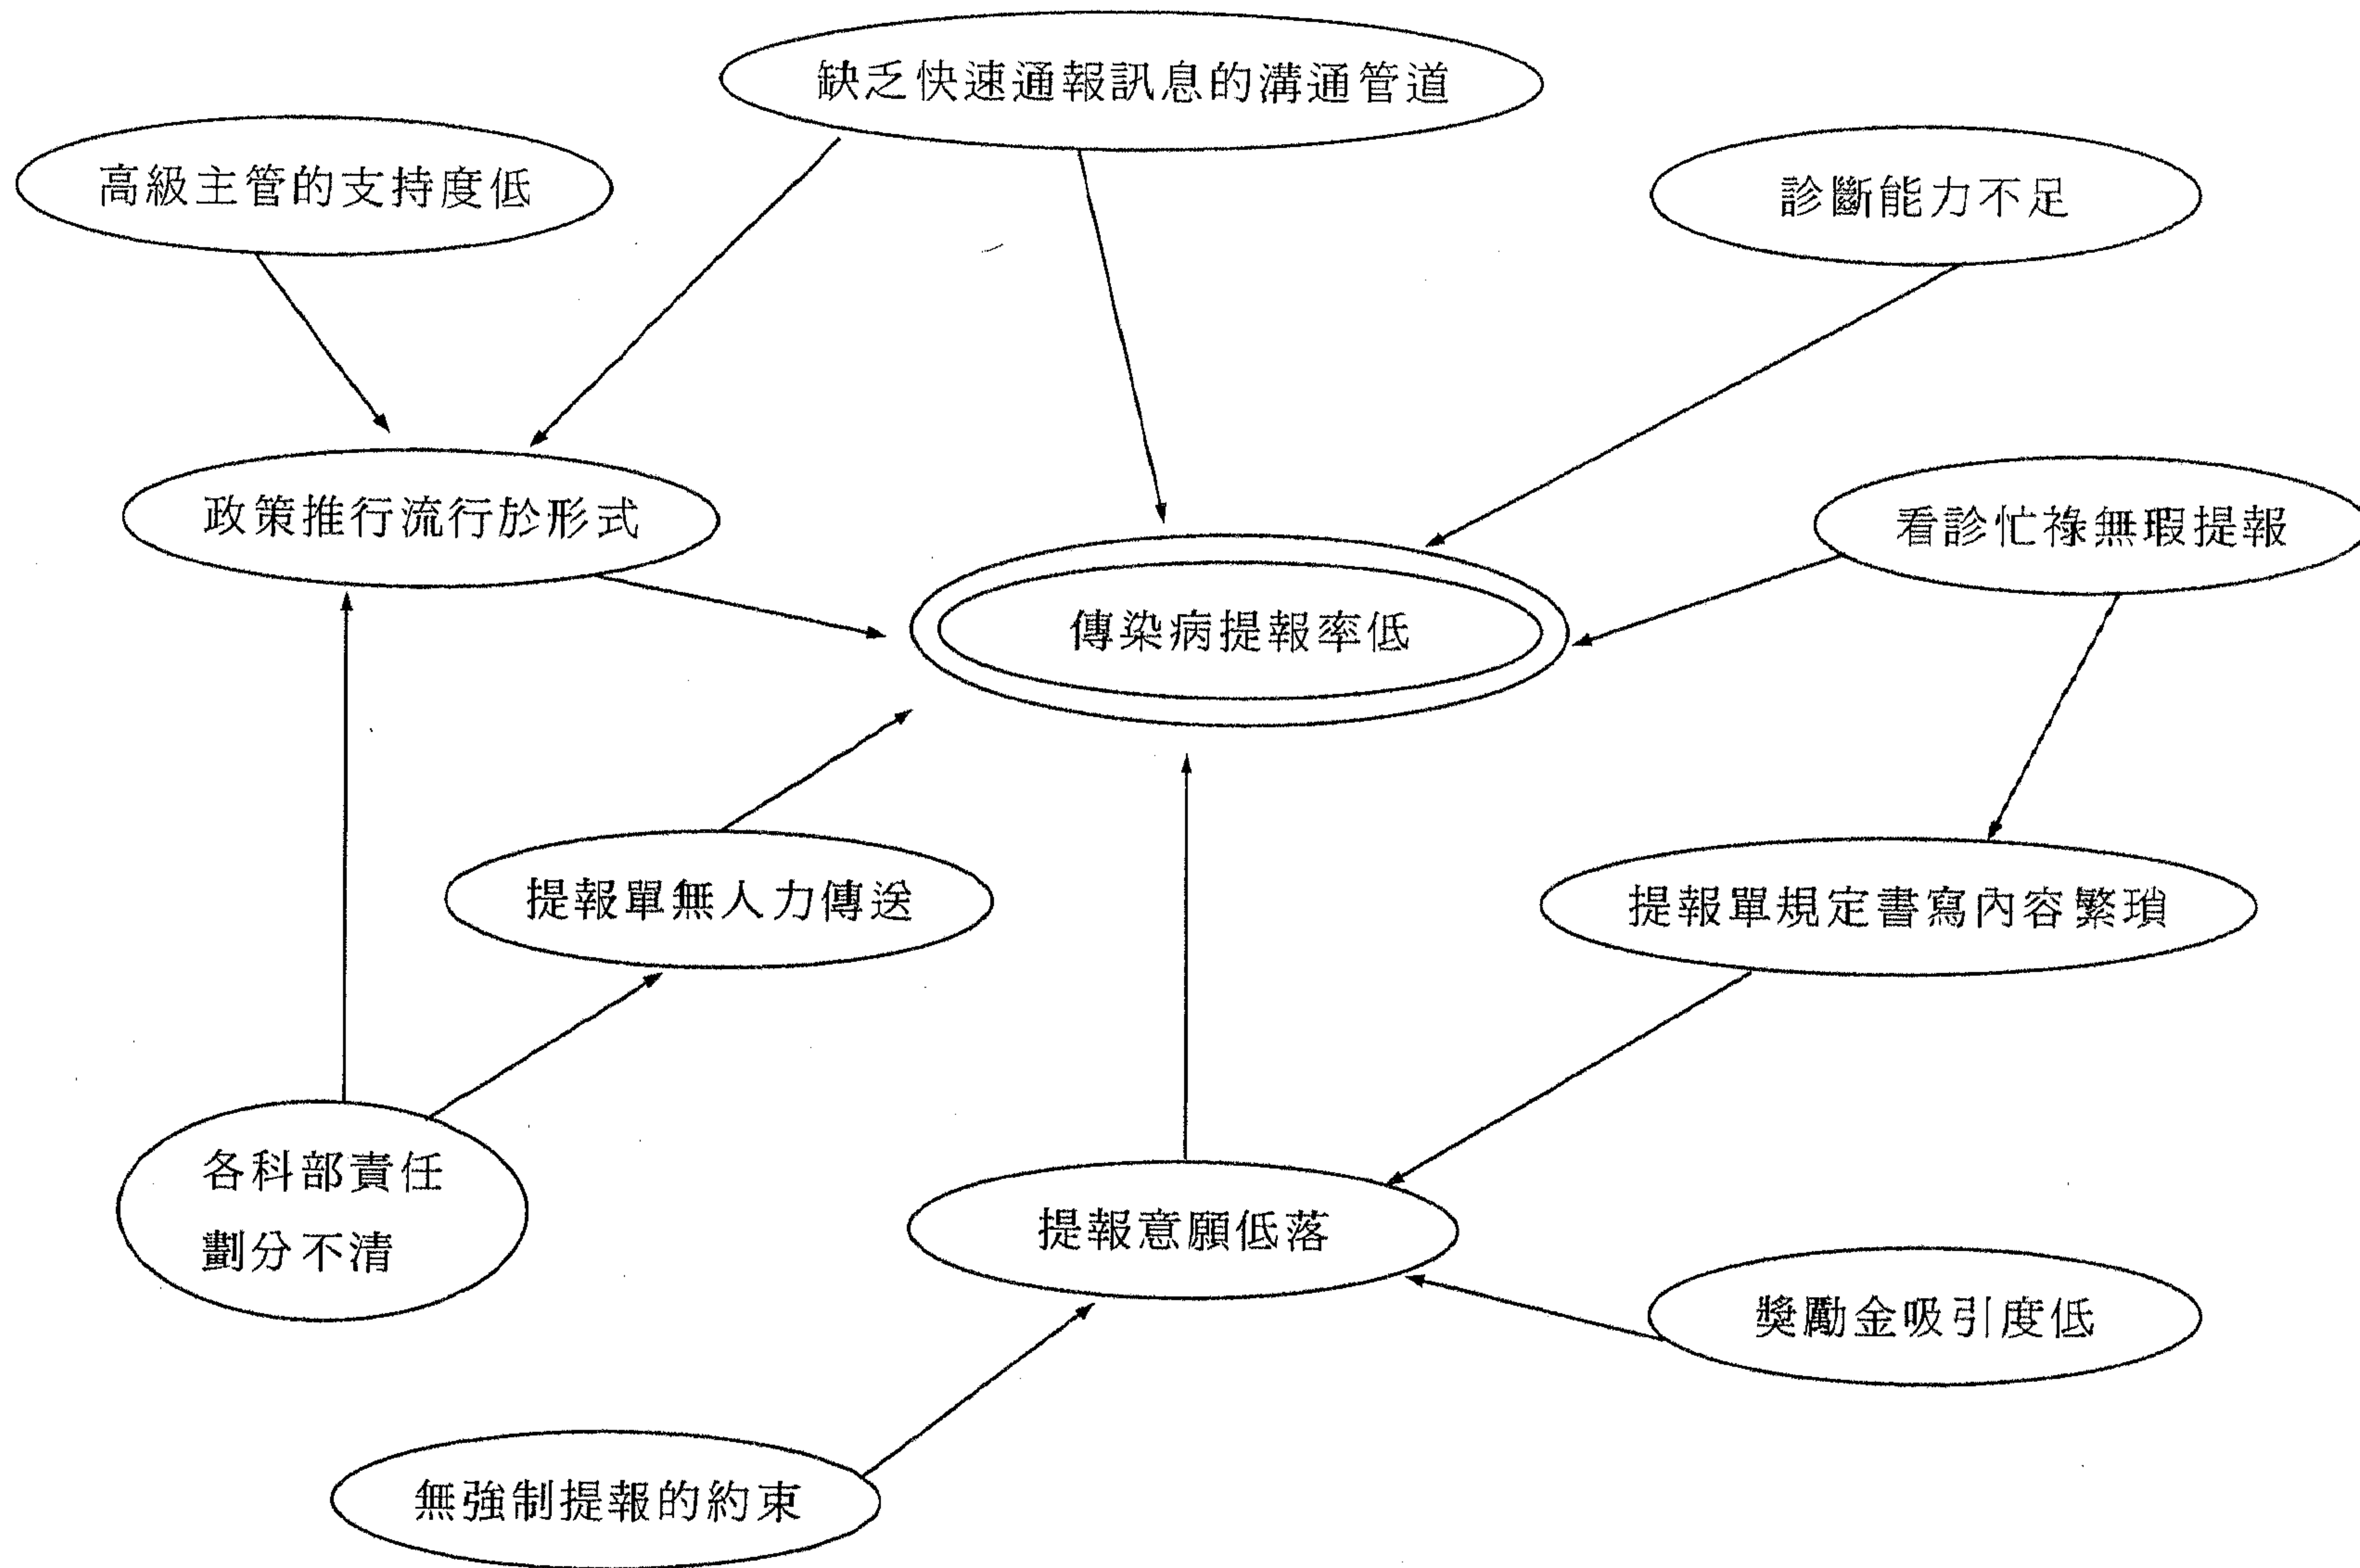 缺乏快速通報訊息的溝通管道
高級主管的支持度低
診斷能力不足
政策推行流行於形式
看診忙祿無瑕提報
傳染病提報率低
提報單無人力傳送
提報單規定書寫內容繁瑣
各科部責任
劃分不清
提報意願低落
獎勵金吸引度低
無強制提報的約束